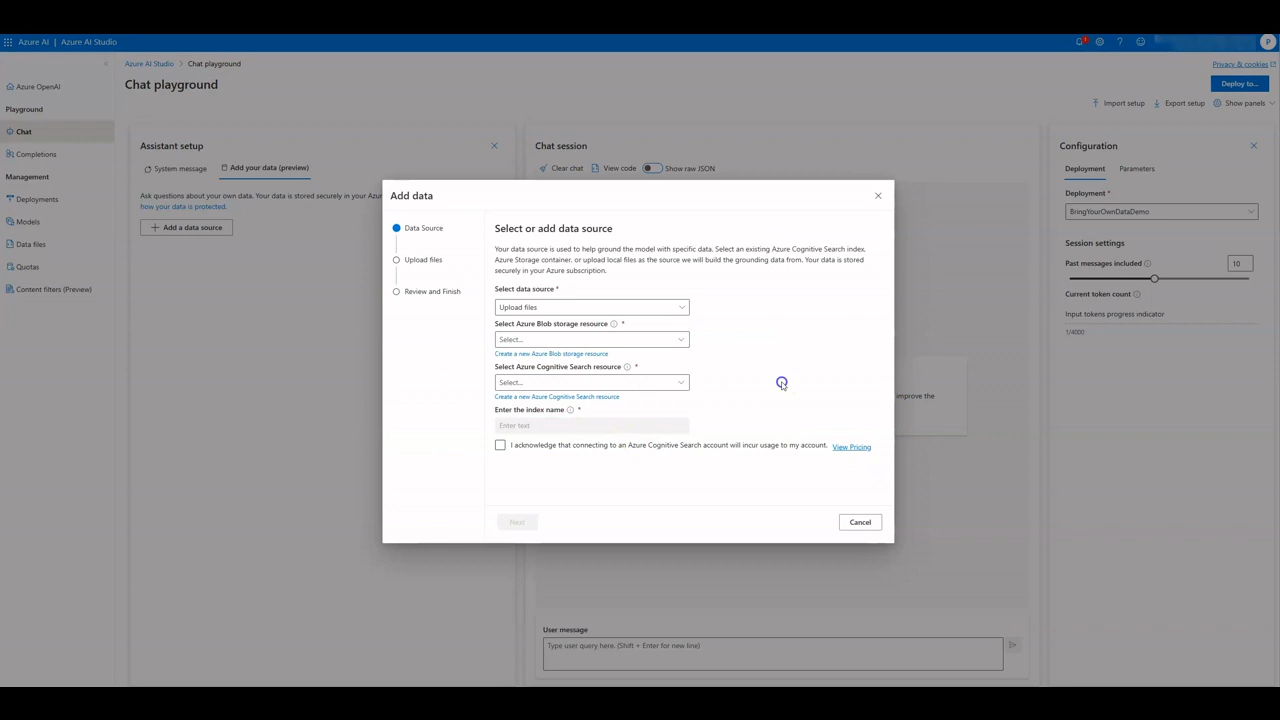 Azure AI | Azure AI Studio
P
Azure AI Studio > Chat playground
Privacy & cookies
Chat playground
Deploy to...
Import setup
Export setup
Show panels
Azure OpenAI
Playground
Chat
Completions
Management
Deployments
Models
Data files
Quotas
Content filters (Preview)
Assistant setup
System message
Add your data (preview)
Ask questions about your own data. Your data is stored securely in your Azure
how your data is protected.
+ Add a data source
Chat session
Clear chat
View code
Show raw JSON
improve the
User message
Type user query here. (Shift + Enter for new line)
Configuration
Deployment
Parameters
Deployment *
BringYourOwnDataDemo
Session settings
Past messages included
10
Current token count
Input tokens progress indicator
1/4000
Add data
Data Source
Upload files
Review and Finish
Select or add data source
Your data source is used to help ground the model with specific data. Select an existing Azure Cognitive Search index,
Azure Storage container, or upload local files as the source we will build the grounding data from. Your data is stored
securely in your Azure subscription.
Select data source *
Upload files
Select Azure Blob storage resource *
Select...
Create a new Azure Blob storage resource
Select Azure Cognitive Search resource *
Select...
Create a new Azure Cognitive Search resource
Enter the index name *
Enter text
I acknowledge that connecting to an Azure Cognitive Search account will incur usage to my account.
View Pricing
Next
Cancel